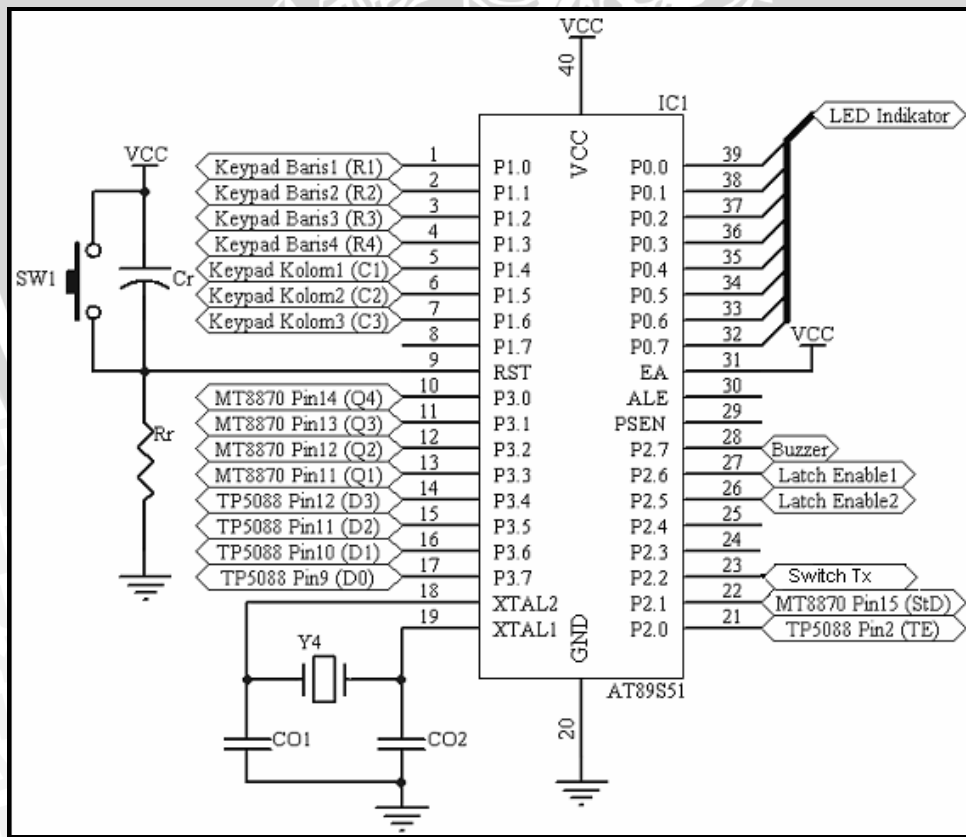 VCC
40
IC1
LED Indikator
VCC
VCC
Keypad Baris1 (R1) 1 P1.0 P0.0 39
Keypad Baris2 (R2) 2 P1.1 P0.1 38
Keypad Baris3 (R3) 3 P1.2 P0.2 37
Keypad Baris4 (R4) 4 P1.3 P0.3 36
Keypad Kolom1 (C1) 5 P1.4 P0.4 35
Keypad Kolom2 (C2) 6 P1.5 P0.5 34
Keypad Kolom3 (C3) 7 P1.6 P0.6 33
8 P1.7 P0.7 32
VCC
SW1
Cr
9 RST EA 31
MT8870 Pin14 (Q4) 10 P3.0 ALE 30
MT8870 Pin13 (Q3) 11 P3.1 PSEN 29
Rr
MT8870 Pin12 (Q2) 12 P3.2 P2.7 28 Buzzer
MT8870 Pin11 (Q1) 13 P3.3 P2.6 27 Latch Enable1
TP5088 Pin12 (D3) 14 P3.4 P2.5 26 Latch Enable2
TP5088 Pin11 (D2) 15 P3.5 P2.4 25
TP5088 Pin10 (D1) 16 P3.6 P2.3 24
TP5088 Pin9 (D0) 17 P3.7 P2.2 23 Switch Tx
18 XTAL2 P2.1 22 MT8870 Pin15 (StD)
19 XTAL1 P2.0 21 TP5088 Pin2 (TE)
GND
Y4
AT89S51
20
CO1
CO2